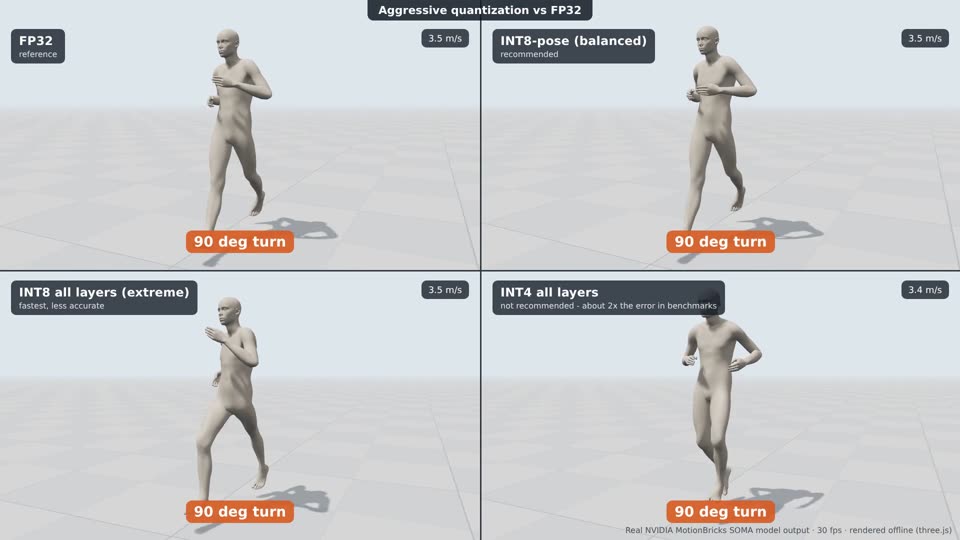 Aggressive quantization vs FP32
FP32
reference
3.5 m/s
INT8-pose (balanced)
recommended
3.5 m/s
90 deg turn
90 deg turn
INT8 all layers (extreme)
fastest, less accurate
3.5 m/s
INT4 all layers
not recommended - about 2x the error in benchmarks
3.4 m/s
90 deg turn
90 deg turn
Real NVIDIA MotionBricks SOMA model output · 30 fps · rendered offline (three.js)